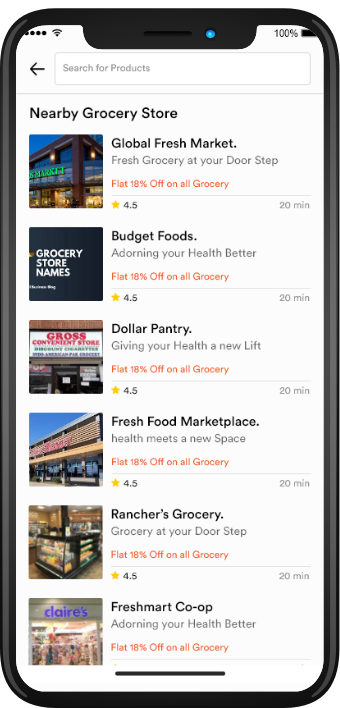 100%
Search for Products
Nearby Grocery Store
MARKET
Global Fresh Market.
Fresh Grocery at your Door Step
Flat 18% Off on all Grocery
4.5
20 min
GROCERY
STORE
NAMES
Budget Foods.
Adorning your Health Better
Flat 18% Off on all Grocery
4.5
20 min
GROSS
CONVENIENT STORE
DISCOUNT CIGARETTES
INDO-AMERICAN-PAK GROCERY
Dollar Pantry.
Giving your Health a new Lift
Flat 18% Off on all Grocery
4.5
20 min
Fresh Food Marketplace.
health meets a new Space
Flat 18% Off on all Grocery
4.5
20 min
Rancher's Grocery.
Grocery at your Door Step
Flat 18% Off on all Grocery
4.5
20 min
claire's
Freshmart Co-op
Adorning your Health Better
Flat 18% Off on all Grocery